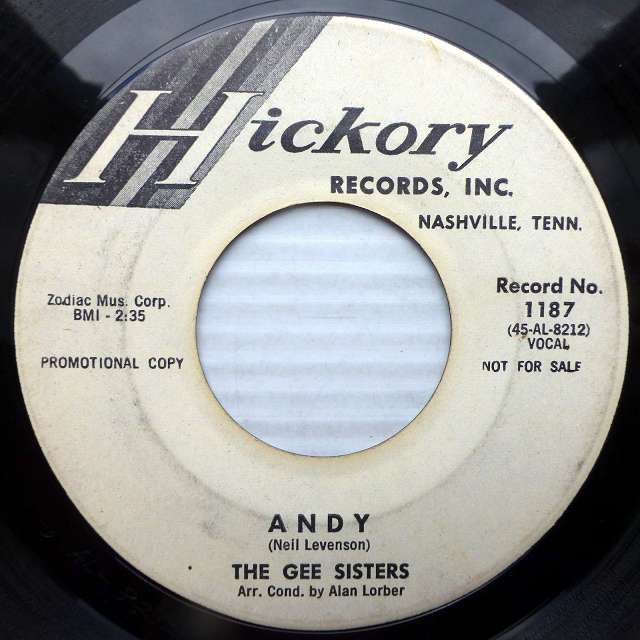 Hickory
RECORDS, INC.
NASHVILLE, TENN.
Zodiac Mus. Corp.
BMI - 2:35
PROMOTIONAL COPY
Record No.
1187
(45-AL-8212)
VOCAL
NOT FOR SALE
ANDY
(Neil Levenson)
THE GEE SISTERS
Arr. Cond. by Alan Lorber